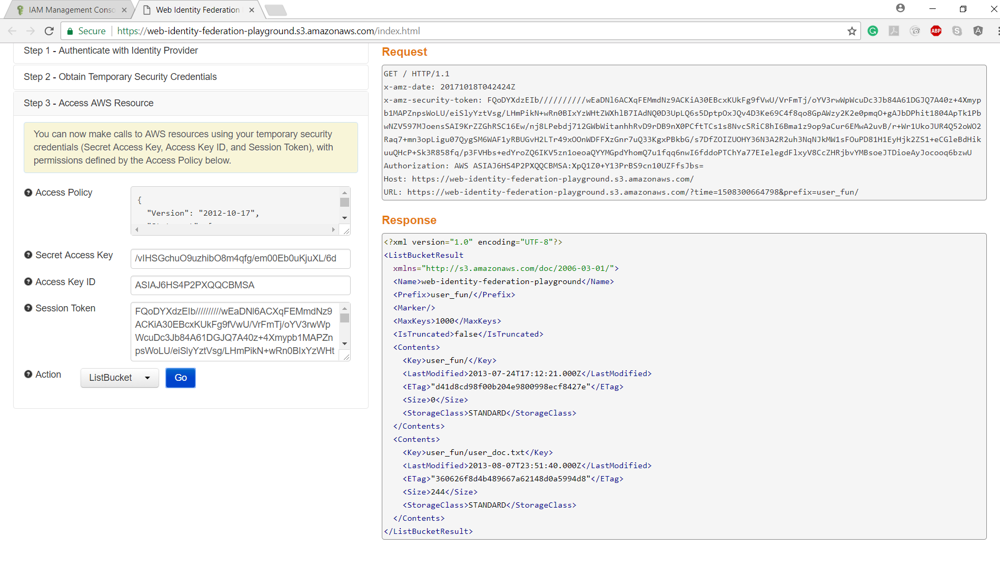 IAM Management Conso
Web Identity Federation
Secure
https://web-identity-federation-playground.s3.amazonaws.com/index.html
ABP
Step 1 - Authenticate with Identity Provider
Step 2 - Obtain Temporary Security Credentials
Step 3 - Access AWS Resource
You can now make calls to AWS resources using your temporary security
credentials (Secret Access Key, Access Key ID, and Session Token), with
permissions defined by the Access Policy below.
Access Policy
{
"Version": "2012-10-17",
Secret Access Key
/vIHSGchuO9uzhibO8m4qfg/em00Eb0uKjuXL/6d
Access Key ID
ASIAJ6HS4P2PXQQCBMSA
Session Token
FQoDYXdzEIb//////////wEaDNl6ACXqFEMmdNz9
ACKiA30EBcxKUkFg9fVwU/VrFmTj/oYV3rwWp
WcuDc3Jb84A61DGJQ7A40z+4Xmypb1MAPZn
psWoLU/eiSlyYztVsg/LHmPikN+wRn0BIxYzWHt
Action
ListBucket
Go
Request
GET / HTTP/1.1
x-amz-date: 20171018T042424Z
x-amz-security-token: FQoDYXdzEIb//////////wEaDNl6ACXqFEMmdNz9ACKiA30EBcxKUkFg9fVwU/VrFmTj/oYV3rwWpWcuDc3Jb84A61DGJQ7A40z+4Xmyp
b1MAPZnpsWoLU/eiSlyYztVsg/LHmPikN+wRn0BIxYzWHtZWXhlB7IAdNQ0D3UpLQ6s5DptpOxJQv4D3Ke69C4f8qo8GpAWzy2K2e0pmqO+gAJbDPhit1804ApTk1Pb
wNZV597MJoensSAI9KrZZGhRSC16Ew/nj8LPebdj712GWbWitanhhRvD9rDB9nX0PCftTCs1s8NvcSRiC8hI6Bma1z9op9aCur6EMwA2uvB/r+Wr1UkoJUR4Q52oWO2
Raq7+mn3opLigu07QygSM6WAF1yRBUGvH2LTr49xOOnWDFFXzGnr7uQ33KgxPBkbG/s7DfZOIZUOHY36N3A2R2uh3NqNJkMW1sFOuPD81H1EyHjk2ZS1+eCGleBdHik
uuQHcP+Sk3R858fq/p3FVHbs+edYroZQ6IKV5zn1oeoaQYYMGpdYhomQ7u1fqq6nwI6fddoPTChYa77EIelegdFlxyV8CcZHRjbvYMBsoeJTDioeAyJocooq6bzwU
Authorization: AWS ASIAJ6HS4P2PXQQCBMSA:XpQ1Z0+Y13PrBS9cn10UZFfsJbs=
Host: https://web-identity-federation-playground.s3.amazonaws.com/
URL: https://web-identity-federation-playground.s3.amazonaws.com/?time=1508300664798&prefix=user_fun/
Response
<?xml version="1.0" encoding="UTF-8"?>
<ListBucketResult
xmlns="http://s3.amazonaws.com/doc/2006-03-01/">
<Name>web-identity-federation-playground</Name>
<Prefix>user_fun/</Prefix>
<Marker/>
<MaxKeys>1000</MaxKeys>
<IsTruncated>false</IsTruncated>
<Contents>
<Key>user_fun/</Key>
<LastModified>2013-07-24T17:12:21.000Z</LastModified>
<ETag>"d41d8cd98f00b204e9800998ecf8427e"</ETag>
<Size>0</Size>
<StorageClass>STANDARD</StorageClass>
</Contents>
<Contents>
<Key>user_fun/user_doc.txt</Key>
<LastModified>2013-08-07T23:51:40.000Z</LastModified>
<ETag>"360626f8d4b489667a62148d0a5994d8"</ETag>
<Size>244</Size>
<StorageClass>STANDARD</StorageClass>
</Contents>
</ListBucketResult>